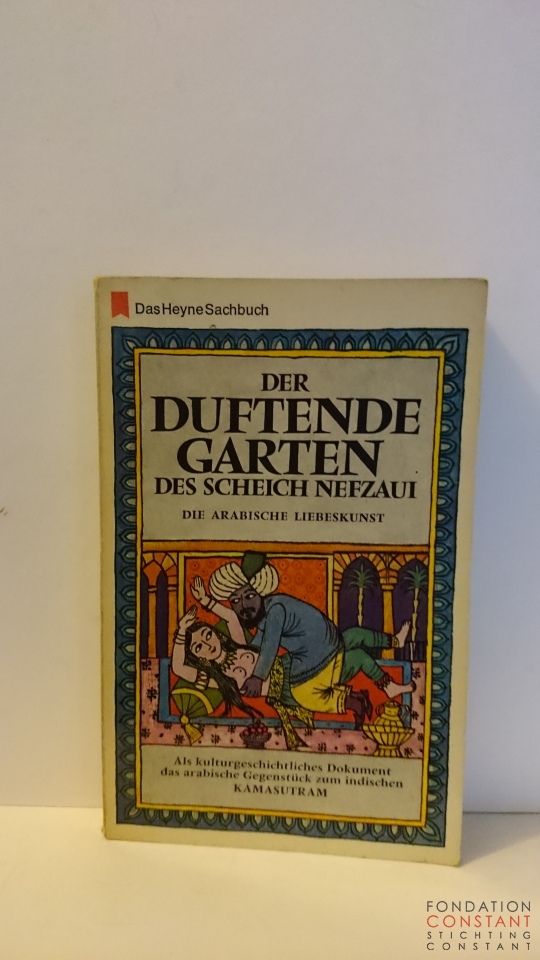 Das Heyne Sachbuch
DER
DUFTENDE
GARTEN
DES SCHEICH NEFZAUI
DIE ARABISCHE LIEBESKUNST
Als kulturgeschichtliches Dokument
das arabische Gegenstück zum indischen
KAMASUTRAM
FONDATION
CONSTANT
STICHTING
CONSTANT